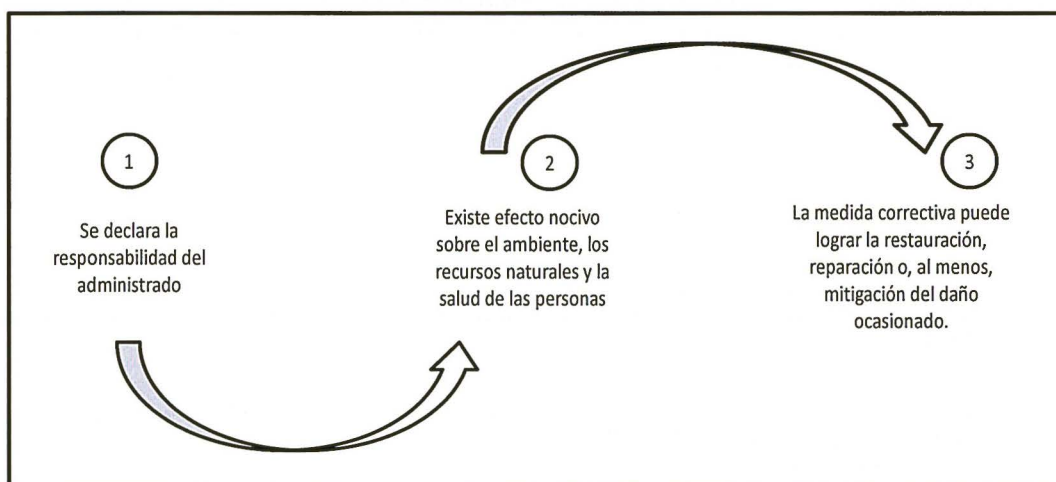 1
Se declara la
responsabilidad del
administrado
2
Existe efecto nocivo
sobre el ambiente, los
recursos naturales y la
salud de las personas
3
La medida correctiva puede
lograr la restauración,
reparación o, al menos,
mitigación del daño
ocasionado.